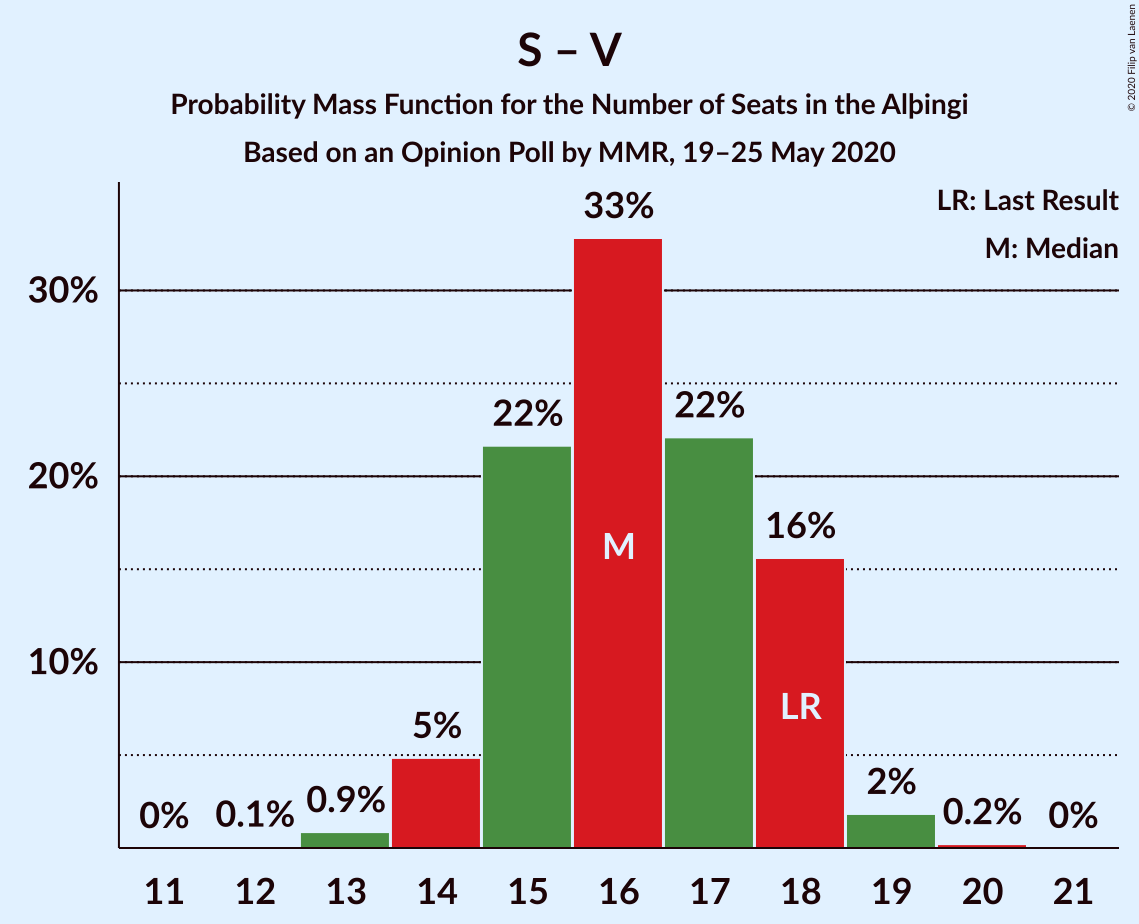 S – V
Probability Mass Function for the Number of Seats in the Alþingi
Based on an Opinion Poll by MMR, 19–25 May 2020
© 2020 Filip van Laenen
LR: Last Result
M: Median
30%
20%
10%
0%
0.1%
0.9%
5%
22%
33%
22%
16%
2%
0.2%
0%
M
LR
11 12 13 14 15 16 17 18 19 20 21